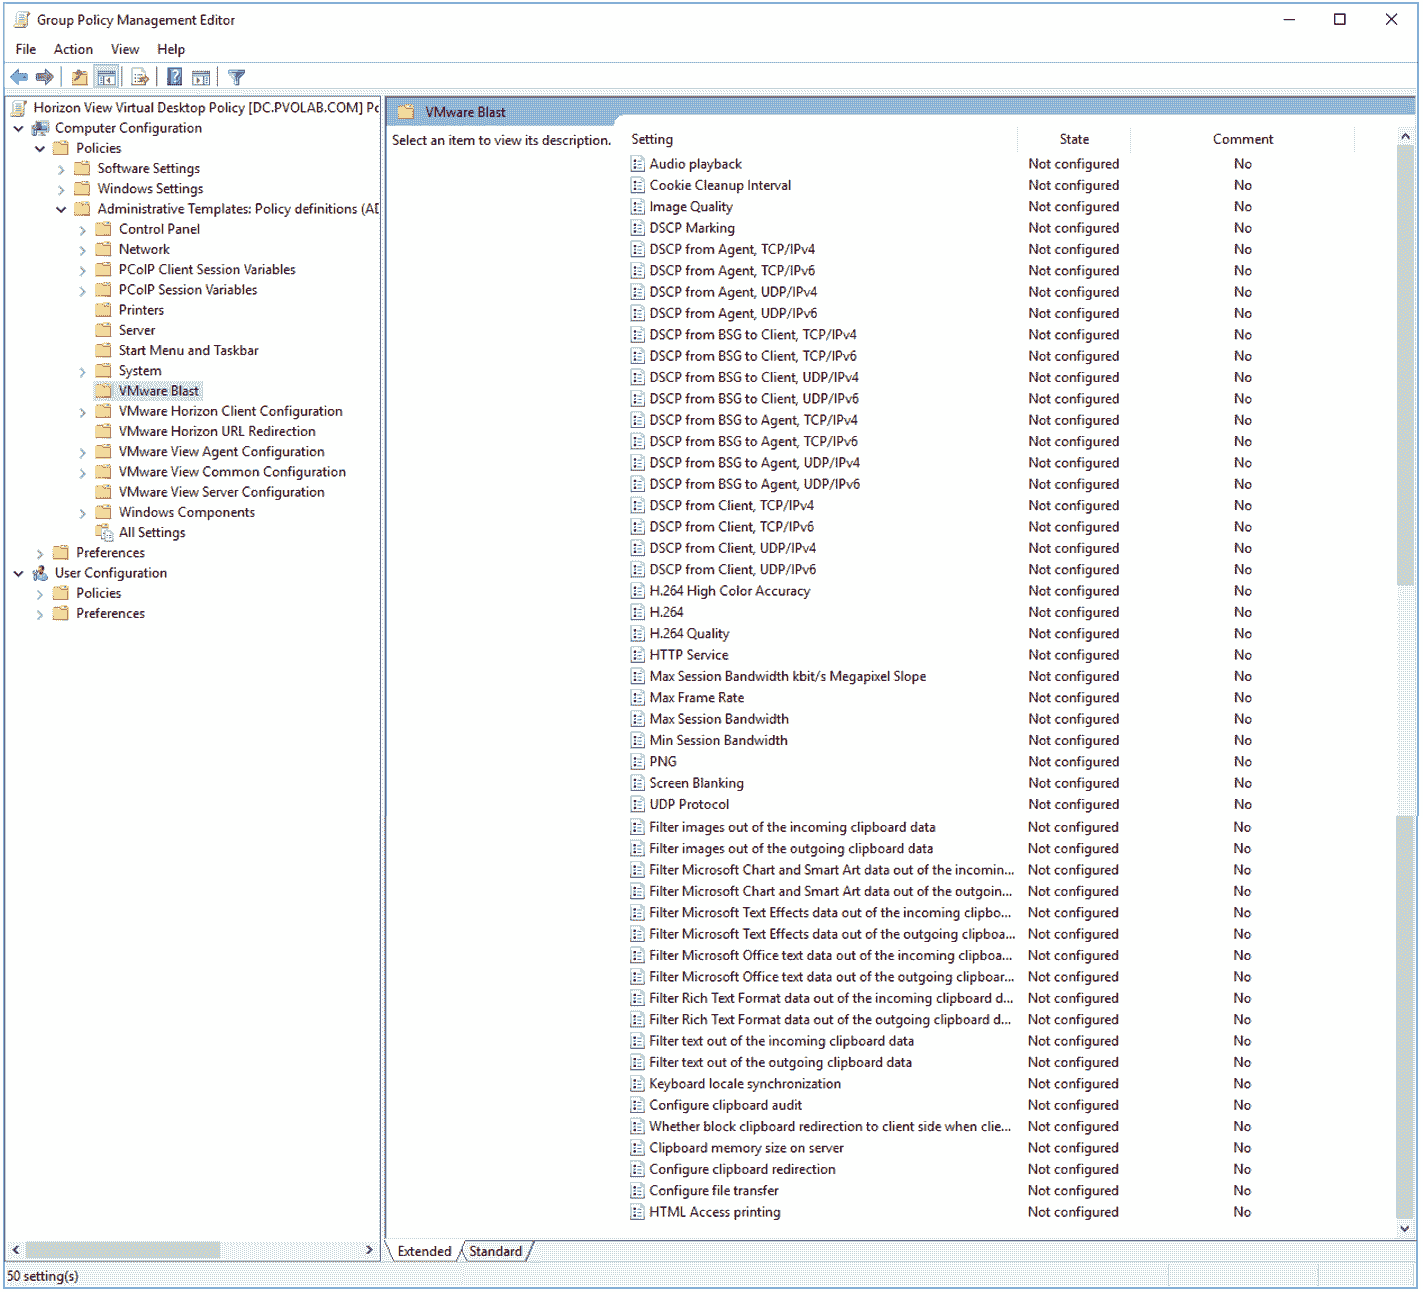 Group Policy Management Editor
File Action View Help
Horizon View Virtual Desktop Policy [DC.PVOLAB.COM] Pc
Computer Configuration
Policies
Software Settings
Windows Settings
Administrative Templates: Policy definitions (AD
Control Panel
Network
PCoIP Client Session Variables
PCoIP Session Variables
Printers
Server
Start Menu and Taskbar
System
VMware Blast
VMware Horizon Client Configuration
VMware Horizon URL Redirection
VMware View Agent Configuration
VMware View Common Configuration
VMware View Server Configuration
Windows Components
All Settings
Preferences
User Configuration
Policies
Preferences
VMware Blast
Select an item to view its description.
Setting State Comment
Audio playback Not configured No
Cookie Cleanup Interval Not configured No
Image Quality Not configured No
DSCP Marking Not configured No
DSCP from Agent, TCP/IPv4 Not configured No
DSCP from Agent, TCP/IPv6 Not configured No
DSCP from Agent, UDP/IPv4 Not configured No
DSCP from Agent, UDP/IPv6 Not configured No
DSCP from BSG to Client, TCP/IPv4 Not configured No
DSCP from BSG to Client, TCP/IPv6 Not configured No
DSCP from BSG to Client, UDP/IPv4 Not configured No
DSCP from BSG to Client, UDP/IPv6 Not configured No
DSCP from BSG to Agent, TCP/IPv4 Not configured No
DSCP from BSG to Agent, TCP/IPv6 Not configured No
DSCP from BSG to Agent, UDP/IPv4 Not configured No
DSCP from BSG to Agent, UDP/IPv6 Not configured No
DSCP from Client, TCP/IPv4 Not configured No
DSCP from Client, TCP/IPv6 Not configured No
DSCP from Client, UDP/IPv4 Not configured No
DSCP from Client, UDP/IPv6 Not configured No
H.264 High Color Accuracy Not configured No
H.264 Not configured No
H.264 Quality Not configured No
HTTP Service Not configured No
Max Session Bandwidth kbit/s Megapixel Slope Not configured No
Max Frame Rate Not configured No
Max Session Bandwidth Not configured No
Min Session Bandwidth Not configured No
PNG Not configured No
Screen Blanking Not configured No
UDP Protocol Not configured No
Filter images out of the incoming clipboard data Not configured No
Filter images out of the outgoing clipboard data Not configured No
Filter Microsoft Chart and Smart Art data out of the incomin... Not configured No
Filter Microsoft Chart and Smart Art data out of the outgoin... Not configured No
Filter Microsoft Text Effects data out of the incoming clipbo... Not configured No
Filter Microsoft Text Effects data out of the outgoing clipboa... Not configured No
Filter Microsoft Office text data out of the incoming clipboa... Not configured No
Filter Microsoft Office text data out of the outgoing clipboar... Not configured No
Filter Rich Text Format data out of the incoming clipboard d... Not configured No
Filter Rich Text Format data out of the outgoing clipboard d... Not configured No
Filter text out of the incoming clipboard data Not configured No
Filter text out of the outgoing clipboard data Not configured No
Keyboard locale synchronization Not configured No
Configure clipboard audit Not configured No
Whether block clipboard redirection to client side when clie... Not configured No
Clipboard memory size on server Not configured No
Configure clipboard redirection Not configured No
Configure file transfer Not configured No
HTML Access printing Not configured No
Extended Standard
50 setting(s)